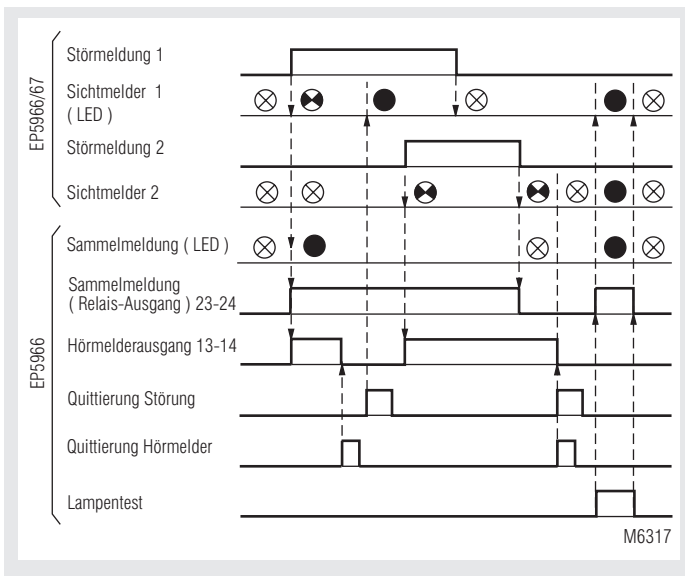 EP5966/67
Störmeldung 1
Sichtmelder 1
( LED )
Störmeldung 2
Sichtmelder 2
EP5966
Sammelmeldung ( LED )
Sammelmeldung
( Relais-Ausgang ) 23-24
Hörmelderausgang 13-14
Quittierung Störung
Quittierung Hörmelder
Lampentest
M6317